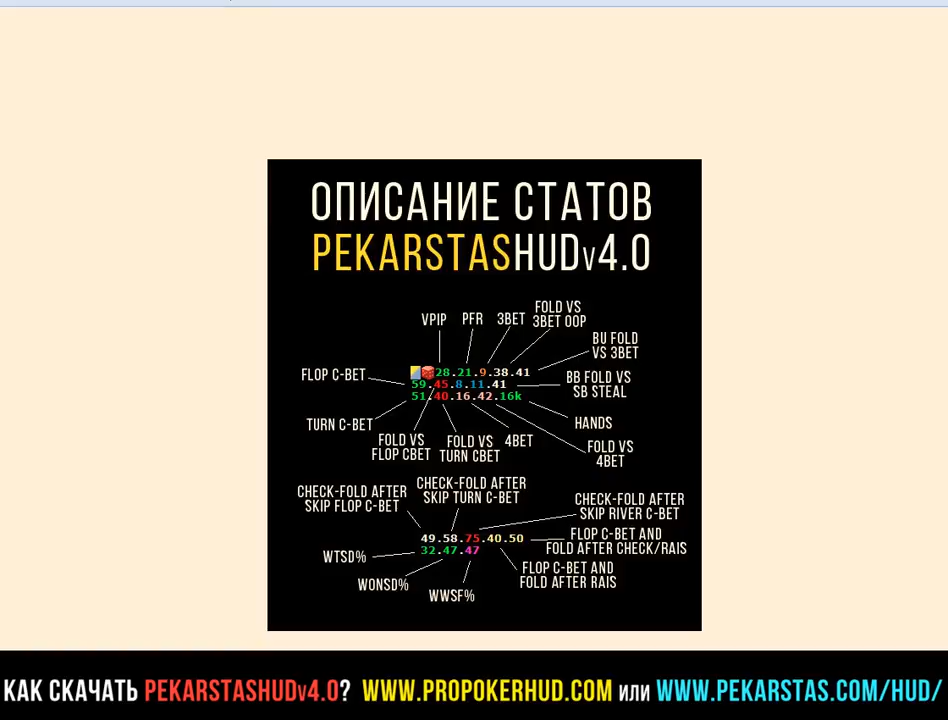 ОПИСАНИЕ СТАТОВ
PEKARSTASHUDv4.0
VPIP
PFR
3BET
FOLD VS
3BET OOP
BU FOLD
VS 3BET
28.21.9.38.41
FLOP C-BET
59.45.8.11.41
BB FOLD VS
SB STEAL
51.40.16.42.16k
TURN C-BET
HANDS
FOLD VS
FLOP CBET
FOLD VS
TURN CBET
4BET
FOLD VS
4BET
CHECK-FOLD AFTER
SKIP FLOP C-BET
CHECK-FOLD AFTER
SKIP TURN C-BET
CHECK-FOLD AFTER
SKIP RIVER C-BET
49.58.75.40.50
FLOP C-BET AND
FOLD AFTER CHECK/RAIS
32.47.47
WTSD%
WONSD%
WWSF%
FLOP C-BET AND
FOLD AFTER RAIS
КАК СКАЧАТЬ PEKARSTASHUDv4.0? WWW.PROPOKERHUD.COM или WWW.PEKARSTAS.COM/HUD/